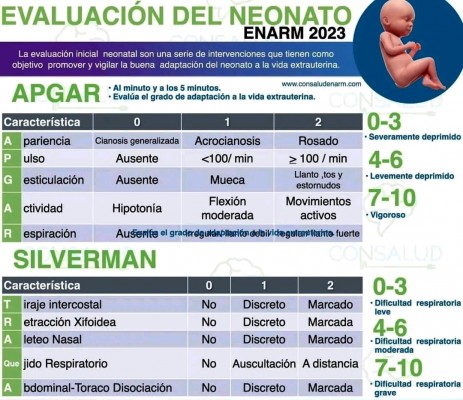 EVALUACIÓN DEL NEONATO
ENARM 2023
La evaluación inicial neonatal son una serie de intervenciones que tienen como
objetivo promover y vigilar la buena adaptación del neonato a la vida extrauterina.
www.consaludenarm.com
APGAR
• Al minuto y a los 5 minutos.
• Evalúa el grado de adaptación a la vida extrauterina.
Característica 0 1 2
A pariencia Cianosis generalizada Acrocianosis Rosado
P ulso Ausente <100/ min ≥ 100 / min
G esticulación Ausente Mueca Llanto ,tos y
estornudos
A ctividad Hipotonía Flexión
moderada Movimientos
activos
R espiración Ausente Irregular, llanto débil regular llanto fuerte
0-3
• Severamente deprimido
4-6
• Levemente deprimido
7-10
• Vigoroso
CONSALUD
SILVERMAN
Característica 0 1 2
T iraje intercostal No Discreto Marcado
R etracción Xifoidea No Discreto Marcado
A leteo Nasal No Discreto Marcado
Que jido Respiratorio No Auscultación A distancia
A bdominal-Toraco Disociación No Discreto Marcada
0-3
• Dificultad respiratoria
leve
4-6
• Dificultad respiratoria
moderada
7-10
• Dificultad respiratoria
grave